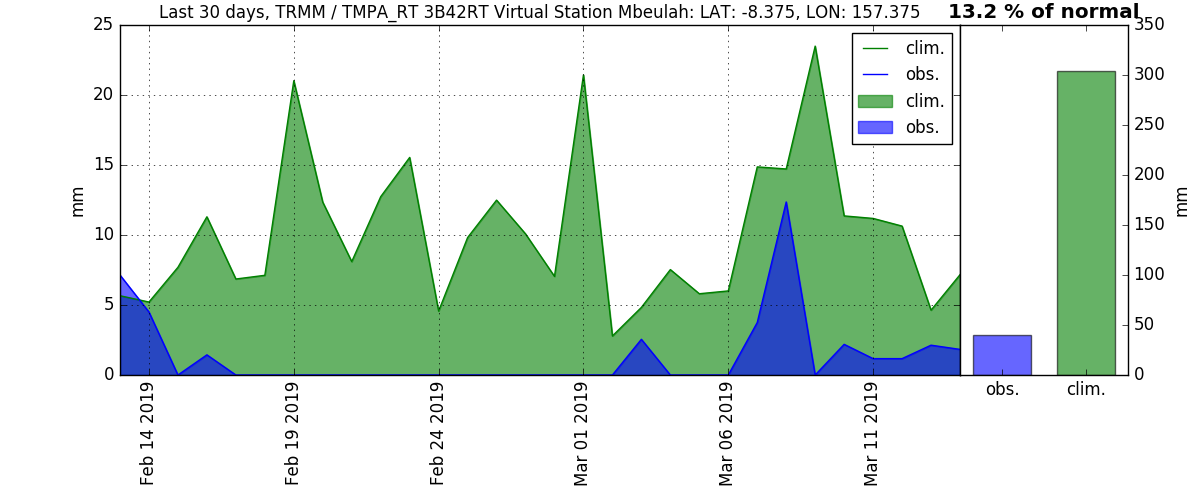 Last 30 days, TRMM / TMPA_RT 3B42RT Virtual Station Mbeulah: LAT: -8.375, LON: 157.375
13.2 % of normal
mm
25
20
15
10
5
0
clim.
obs.
clim.
obs.
Feb 14 2019
Feb 19 2019
Feb 24 2019
Mar 01 2019
Mar 06 2019
Mar 11 2019
350
300
250
200
150
100
50
0
mm
obs.
clim.